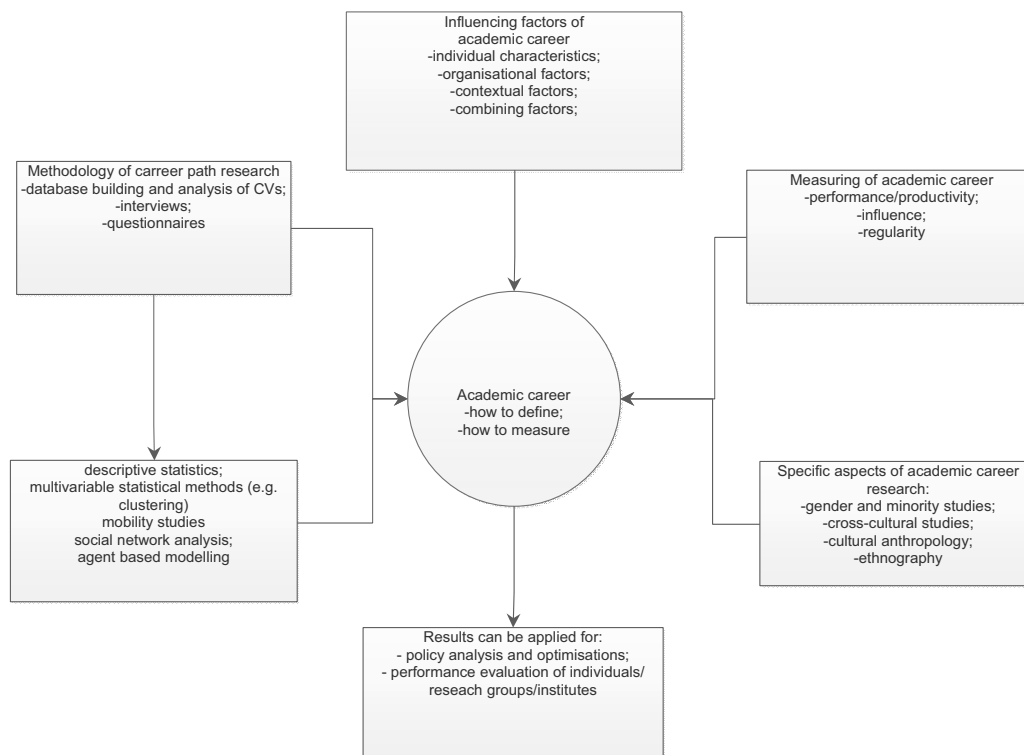 Influencing factors of
academic career
-individual characteristics;
-organisational factors;
-contextual factors;
-combining factors;
Methodology of carreer path research
-database building and analysis of CVs;
-interviews;
-questionnaires
Measuring of academic career
-performance/productivity;
-influence;
-regularity
Academic career
-how to define;
-how to measure
descriptive statistics;
multivariable statistical methods (e.g.
clustering)
mobility studies
social network analysis;
agent based modelling
Specific aspects of academic career
research:
-gender and minority studies;
-cross-cultural studies;
-cultural anthropology;
-ethnography
Results can be applied for:
- policy analysis and optimisations;
- performance evaluation of individuals/
reseach groups/institutes